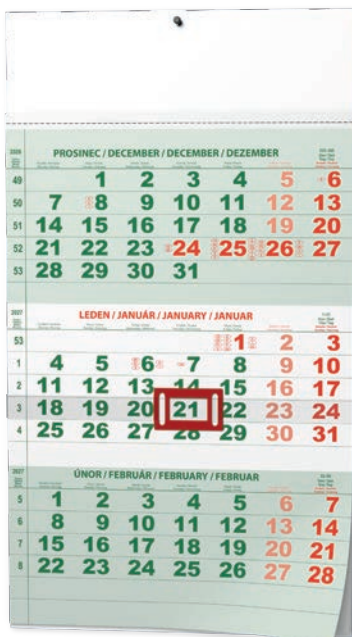 2026
PROSINEC / DECEMBER / DECEMBER / DEZEMBER
49 1 2 3 4 5 6
50 7 8 9 10 11 12 13
51 14 15 16 17 18 19 20
52 21 22 23 24 25 26 27
53 28 29 30 31
2027
LEDEN / JANUÁR / JANUARY / JANUAR
53 1 2 3
1 4 5 6 7 8 9 10
2 11 12 13 14 15 16 17
3 18 19 20 21 22 23 24
4 25 26 27 28 29 30 31
2027
ÚNOR / FEBRUÁR / FEBRUARY / FEBRUAR
5 1 2 3 4 5 6 7
6 8 9 10 11 12 13 14
7 15 16 17 18 19 20 21
8 22 23 24 25 26 27 28